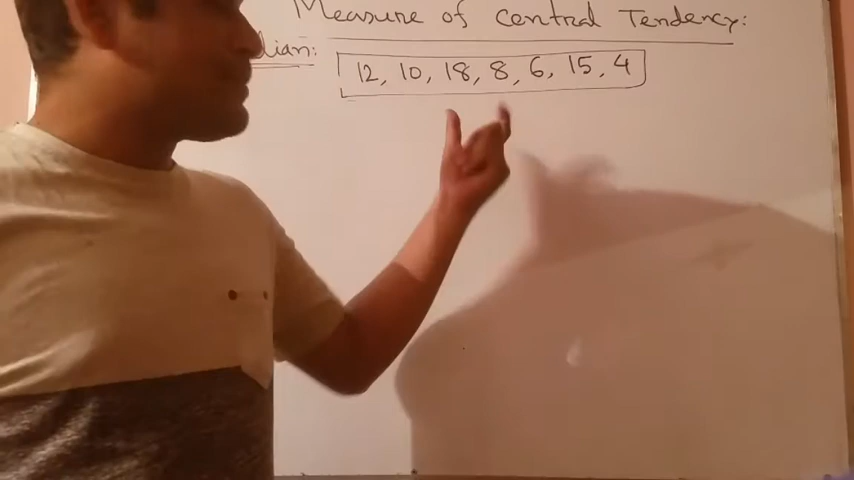 Measure of central Tendency:
dian: 12, 10, 18, 8, 6, 15, 4